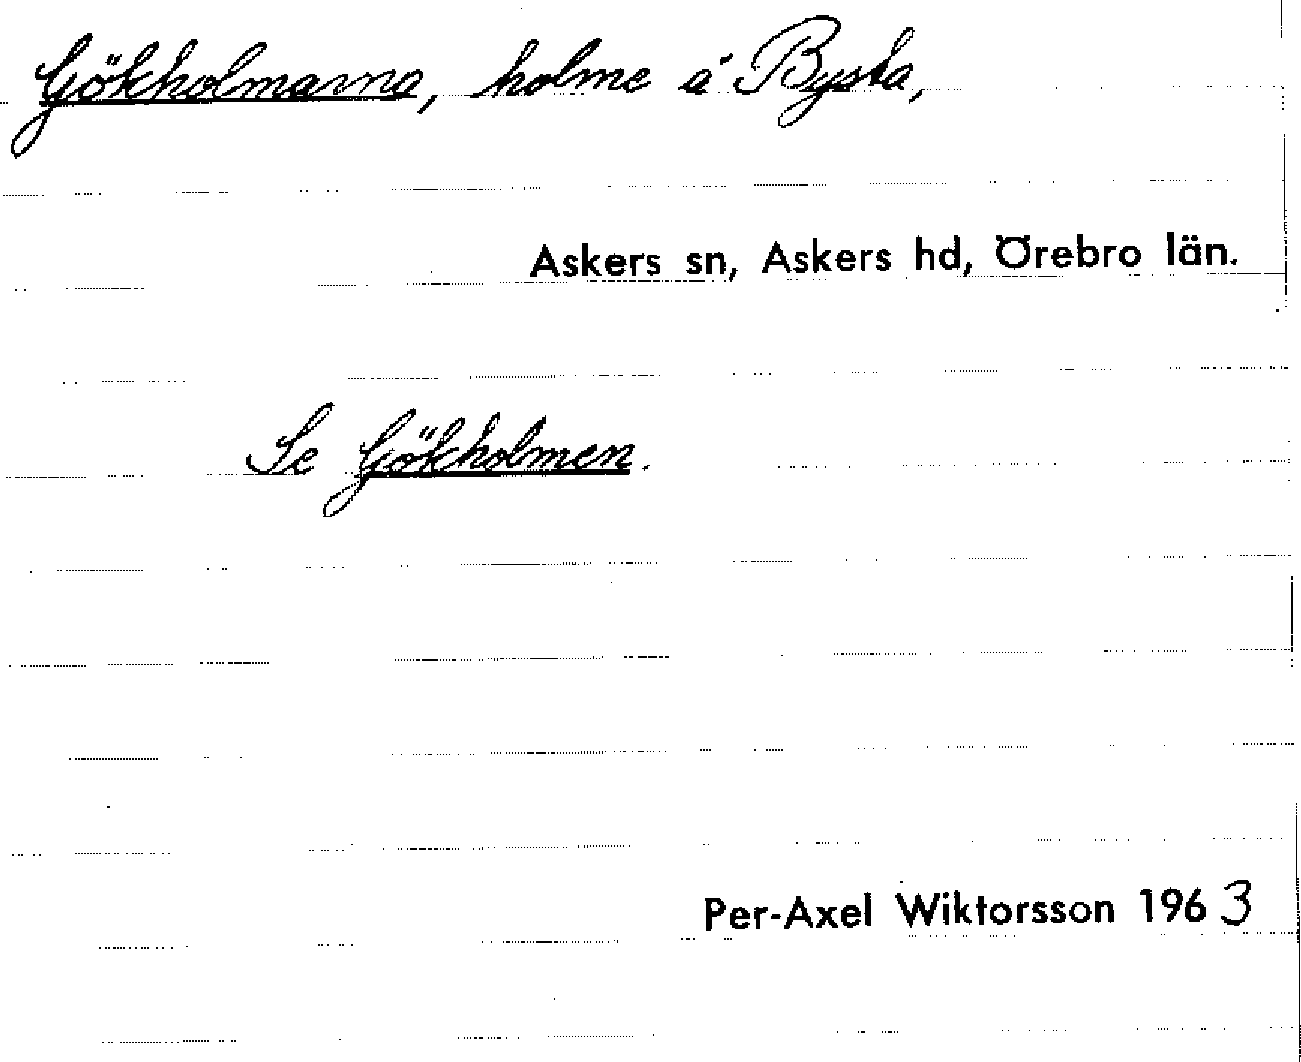 Gökholmarna, holme å Bysta,
Askers sn, Askers hd, Örebro län.
Se Gökholmen.
Per-Axel Wiktorsson 1963